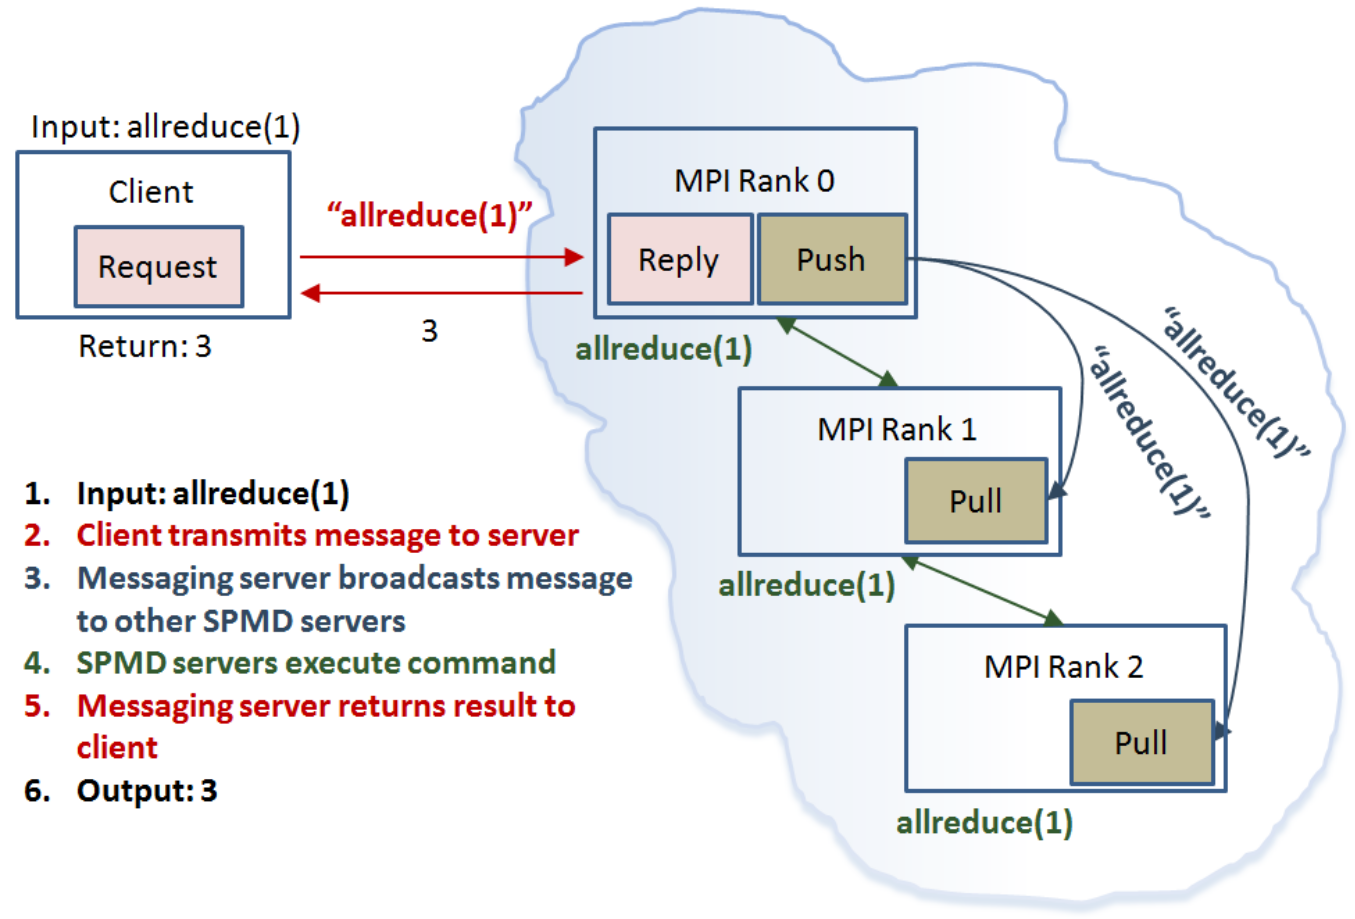 Input: allreduce(1)
Client
Request
Return: 3
“allreduce(1)”
3
MPI Rank 0
Reply
Push
allreduce(1)
“allreduce(1)”
“allreduce(1)”
MPI Rank 1
Pull
allreduce(1)
MPI Rank 2
Pull
allreduce(1)
1. Input: allreduce(1)
2. Client transmits message to server
3. Messaging server broadcasts message
to other SPMD servers
4. SPMD servers execute command
5. Messaging server returns result to
client
6. Output: 3